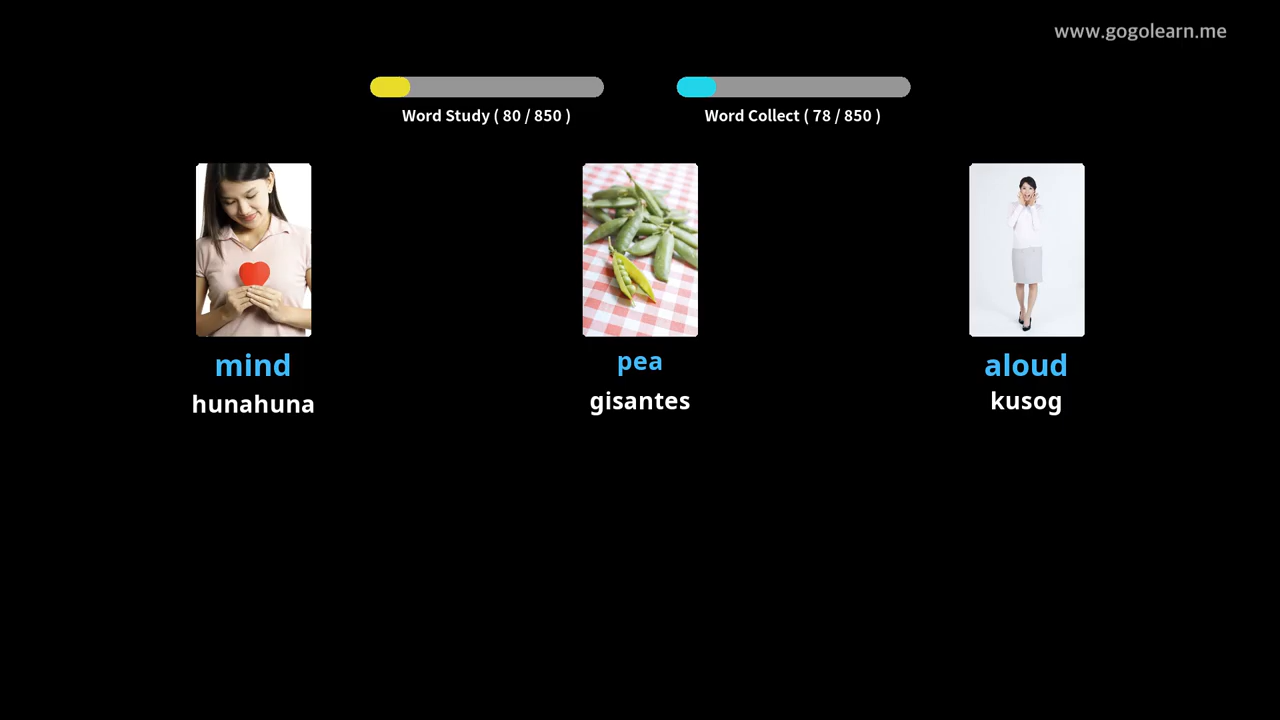 www.gogolearn.me
Word Study ( 80 / 850 )
Word Collect ( 78 / 850 )
mind
hunahuna
pea
gisantes
aloud
kusog